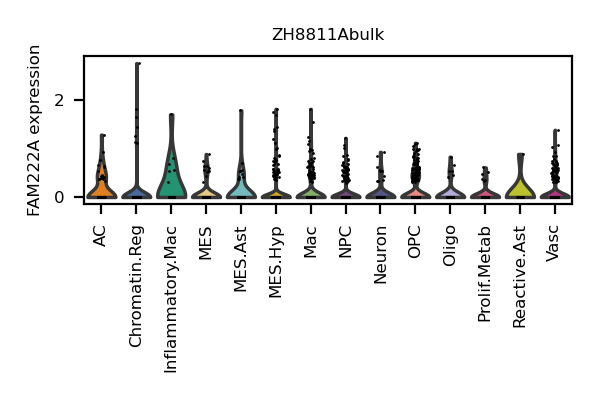 ZH8811Abulk
FAM222A expression
2
0
AC
Chromatin.Reg
Inflammatory.Mac
MES
MES.Ast
MES.Hyp
Mac
NPC
Neuron
OPC
Oligo
Prolif.Metab
Reactive.Ast
Vasc